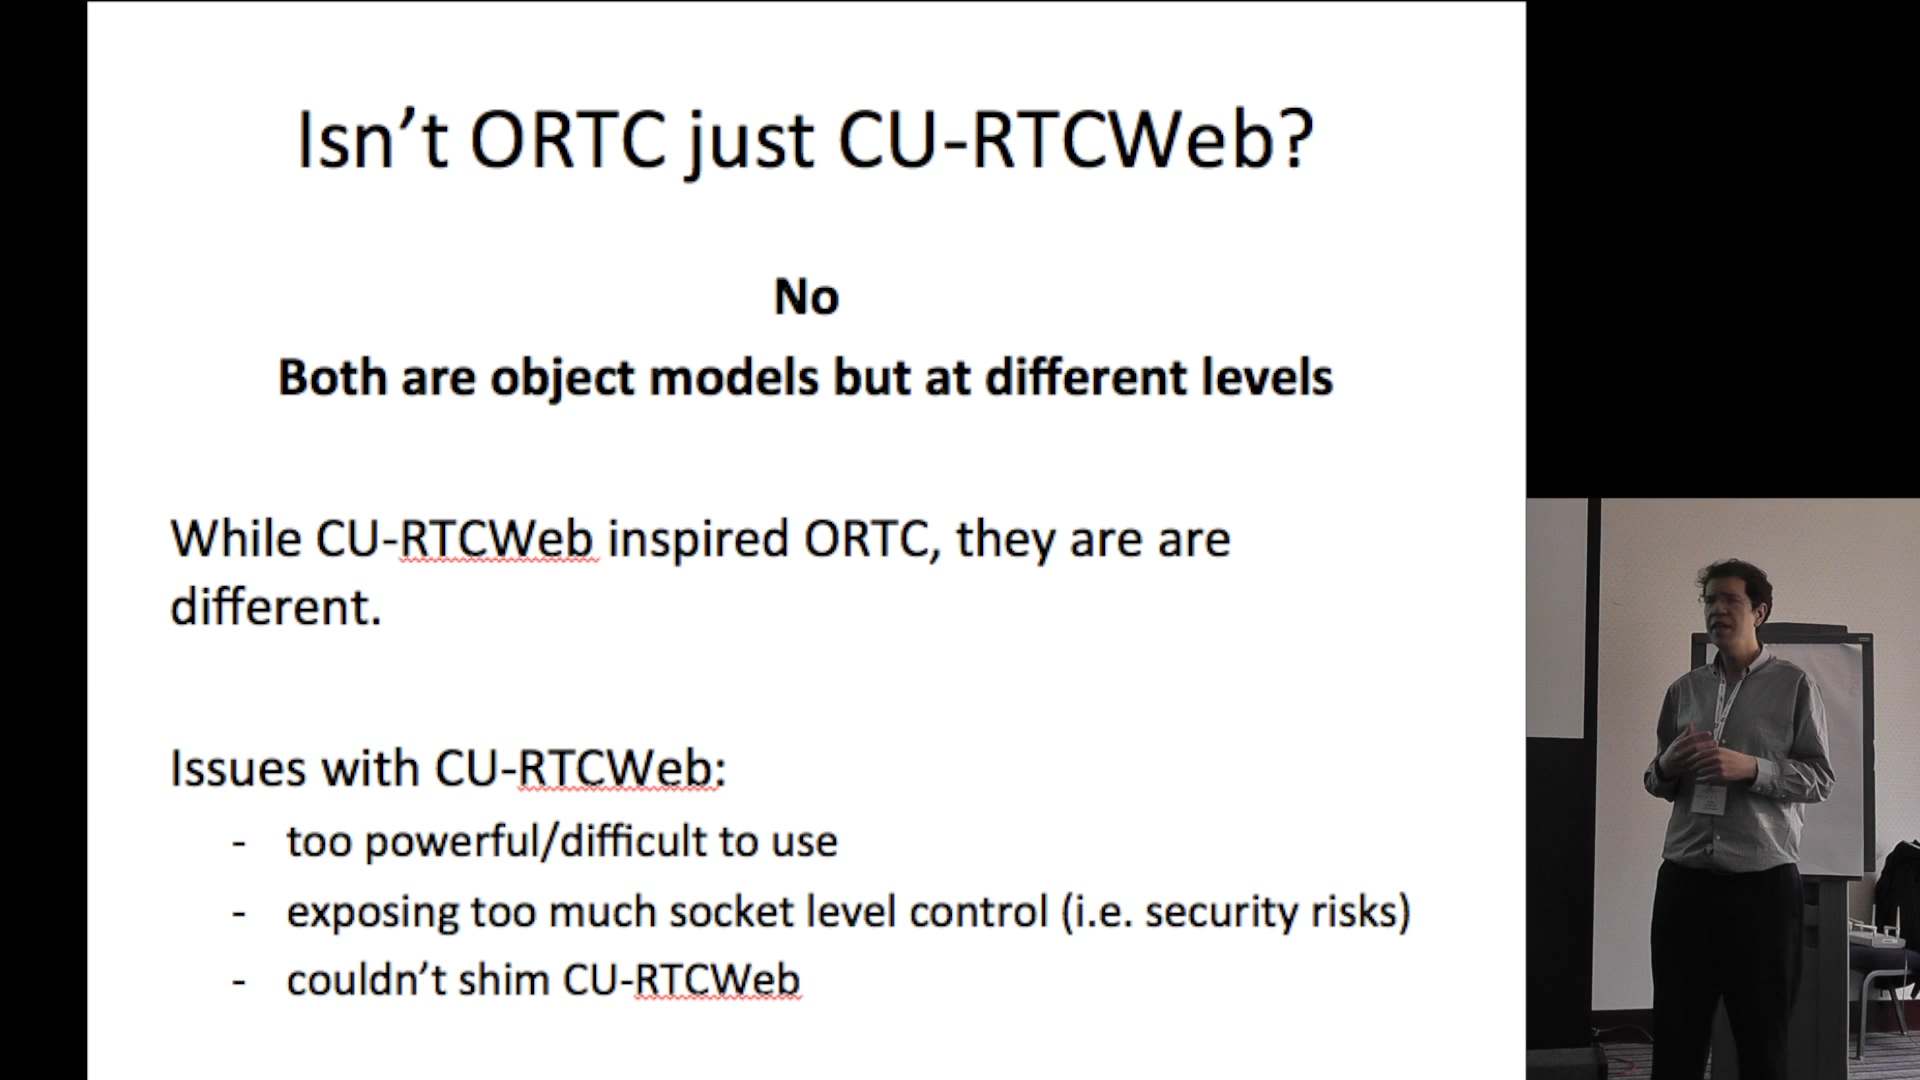 Isn't ORTC just CU-RTCWeb?
No
Both are object models but at different levels
While CU-RTCWeb inspired ORTC, they are are
different.
Issues with CU-RTCWeb:
- too powerful/difficult to use
- exposing too much socket level control (i.e. security risks)
- couldn't shim CU-RTCWeb